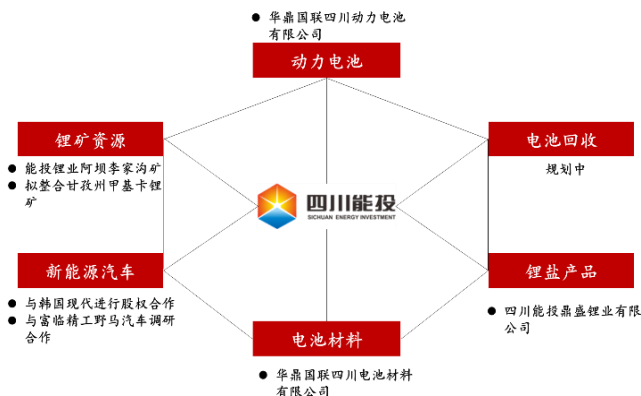 ● 华鼎国联四川动力电池
有限公司
动力电池
锂矿资源
● 能投锂业阿坝李家沟矿
● 拟整合甘孜州甲基卡锂
矿
电池回收
规划中
四川能投
SICHUAN ENERGY INVESTMENT
新能源汽车
● 与韩国现代进行股权合作
● 与富临精工野马汽车调研
合作
锂盐产品
● 四川能投鼎盛锂业有限
公司
电池材料
● 华鼎国联四川电池材料
有限公司